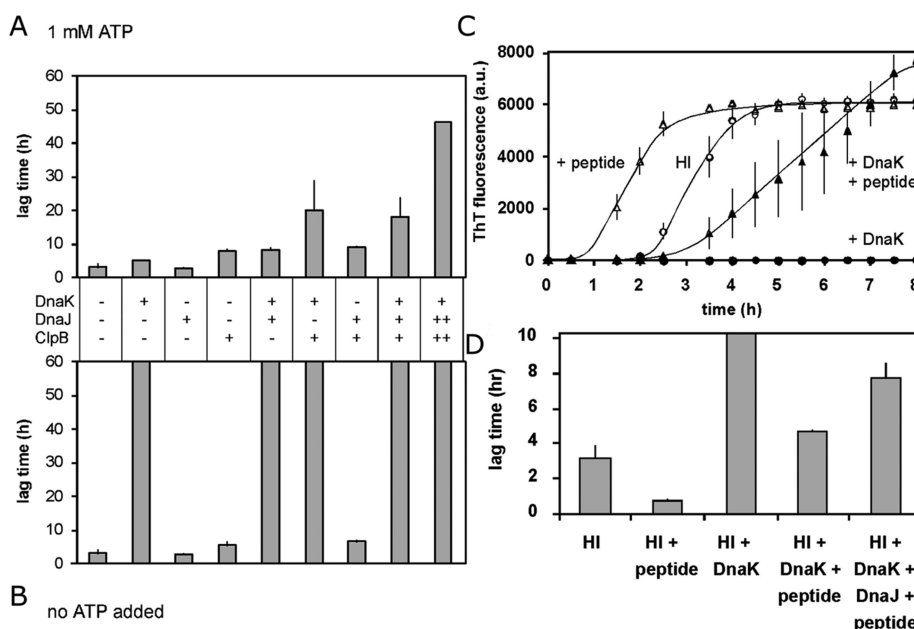 A 1 mM ATP
lag time (h)
60
50
40
30
20
10
0
DnaK - + - - + + - + +
DnaJ - - + - + - + + ++
ClpB - - - + - + + + ++
lag time (h)
60
50
40
30
20
10
0
B no ATP added
C
ThT fluorescence (a.u.)
8000
6000
4000
2000
0
+ peptide
HI
+ DnaK
+ peptide
+ DnaK
0 1 2 3 4 5 6 7 8
time (h)
D
lag time (hr)
10
8
6
4
2
0
HI
HI +
peptide
HI +
DnaK
HI +
DnaK +
peptide
HI +
DnaK +
DnaJ +
peptide